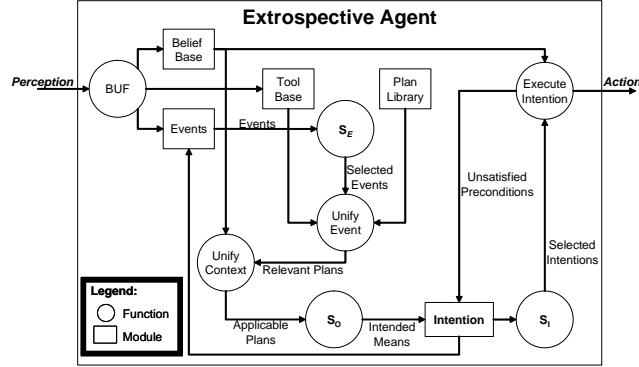 Extrospective Agent
Perception
BUF
Belief
Base
Tool
Base
Plan
Library
Execute
Intention
Action
Events
Events
S_E
Selected
Events
Unsatisfied
Preconditions
Unify
Event
Unify
Context
Relevant Plans
Selected
Intentions
Legend:
Function
Module
Applicable
Plans
S_O
Intended
Means
Intention
S_I